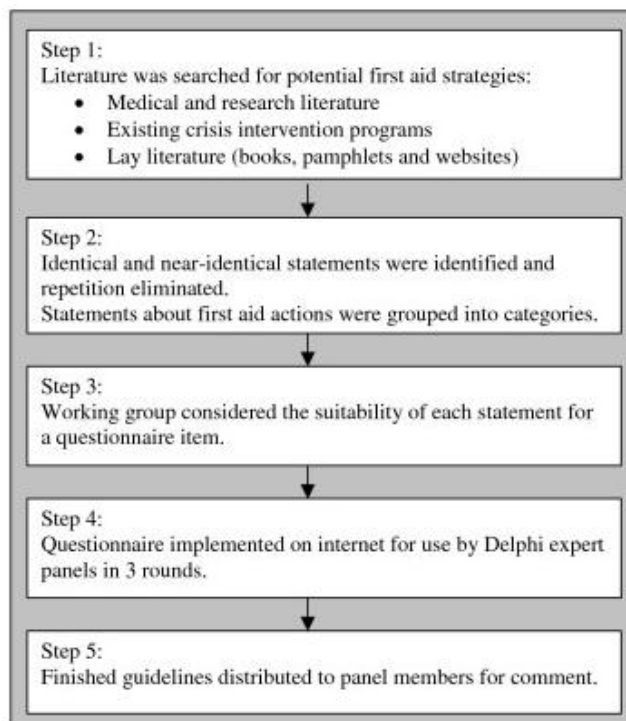 Step 1:
Literature was searched for potential first aid strategies:
• Medical and research literature
• Existing crisis intervention programs
• Lay literature (books, pamphlets and websites)
Step 2:
Identical and near-identical statements were identified and
repetition eliminated.
Statements about first aid actions were grouped into categories.
Step 3:
Working group considered the suitability of each statement for
a questionnaire item.
Step 4:
Questionnaire implemented on internet for use by Delphi expert
panels in 3 rounds.
Step 5:
Finished guidelines distributed to panel members for comment.